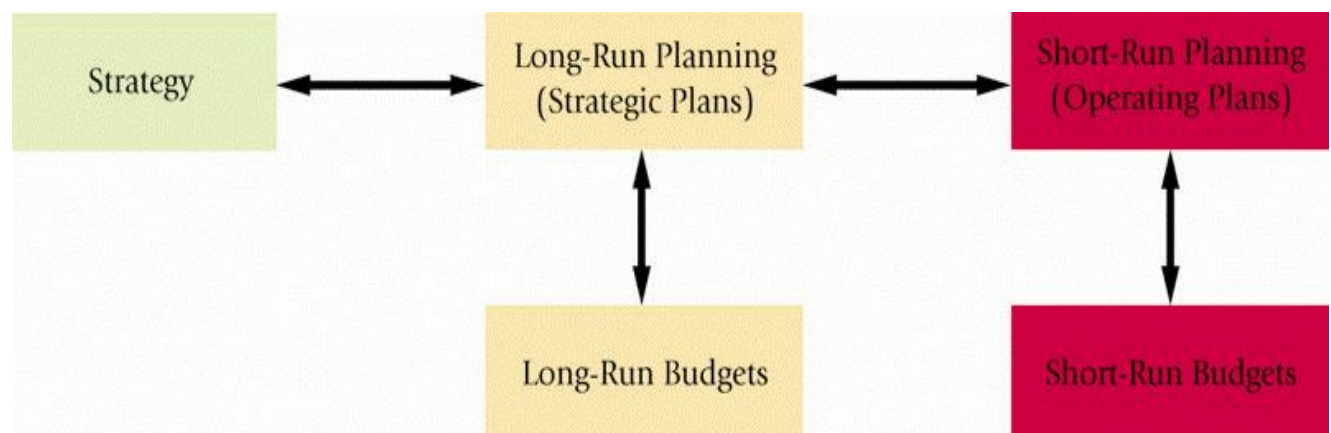 Strategy
Long-Run Planning
(Strategic Plans)
Short-Run Planning
(Operating Plans)
Long-Run Budgets
Short-Run Budgets